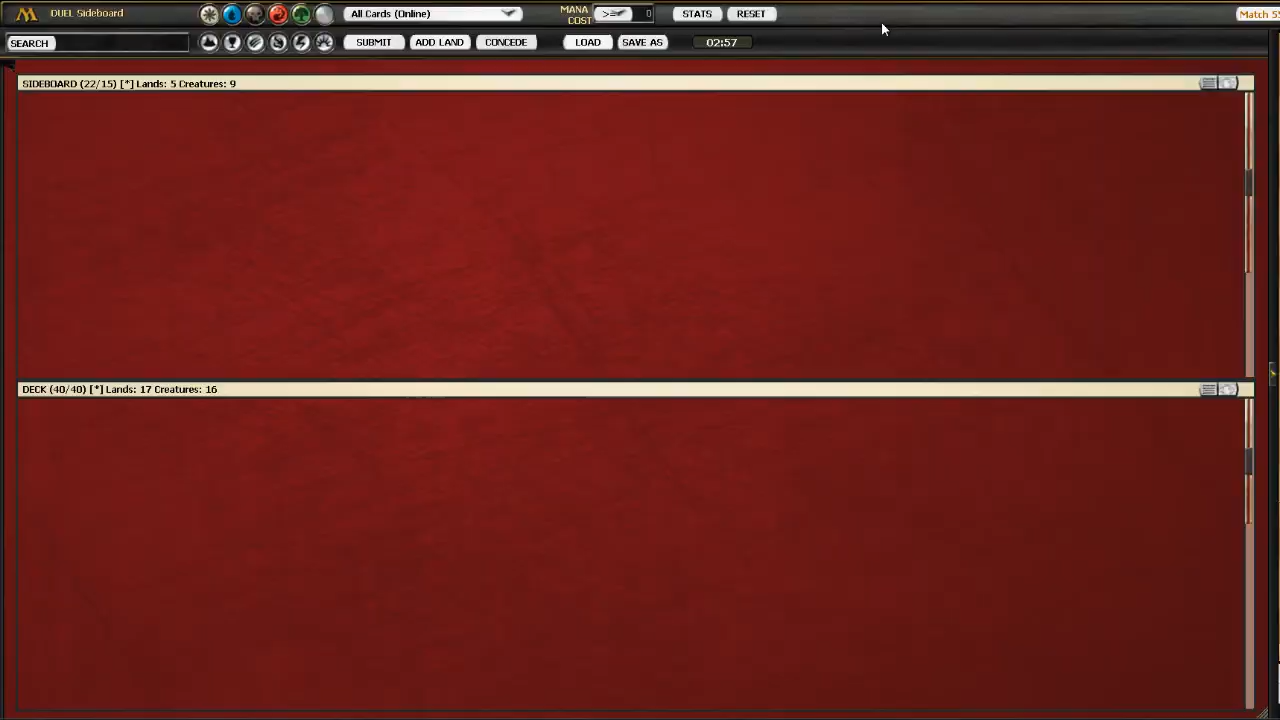 DUEL Sideboard
All Cards (Online)
MANA COST
>=
0
STATS
RESET
SEARCH
SUBMIT
ADD LAND
CONCEDE
LOAD
SAVE AS
02:57
SIDEBOARD (22/15) [*] Lands: 5 Creatures: 9
DECK (40/40) [*] Lands: 17 Creatures: 16
Match